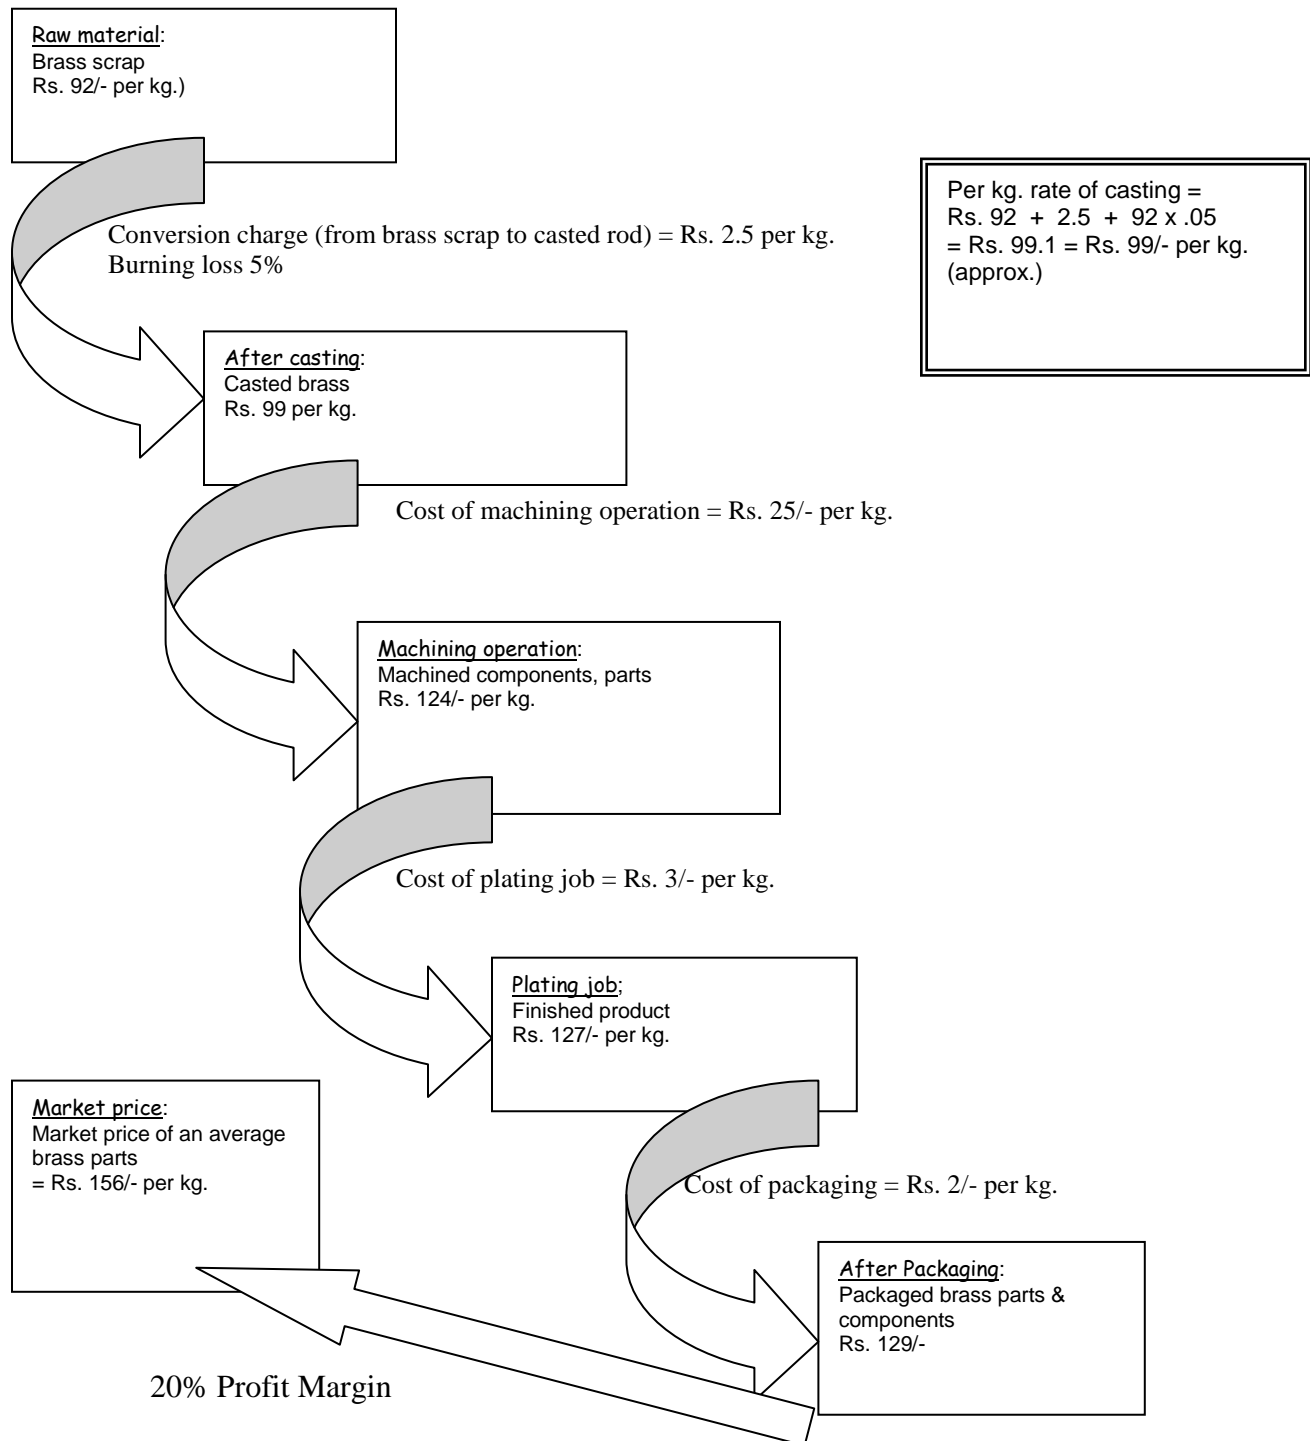 Raw material:
Brass scrap
Rs. 92/- per kg.)
Per kg. rate of casting =
Rs. 92 + 2.5 + 92 x .05
= Rs. 99.1 = Rs. 99/- per kg.
(approx.)
Conversion charge (from brass scrap to casted rod) = Rs. 2.5 per kg.
Burning loss 5%
After casting:
Casted brass
Rs. 99 per kg.
Cost of machining operation = Rs. 25/- per kg.
Machining operation:
Machined components, parts
Rs. 124/- per kg.
Cost of plating job = Rs. 3/- per kg.
Plating job;
Finished product
Rs. 127/- per kg.
Market price:
Market price of an average
brass parts
= Rs. 156/- per kg.
Cost of packaging = Rs. 2/- per kg.
After Packaging:
Packaged brass parts &
components
Rs. 129/-
20% Profit Margin